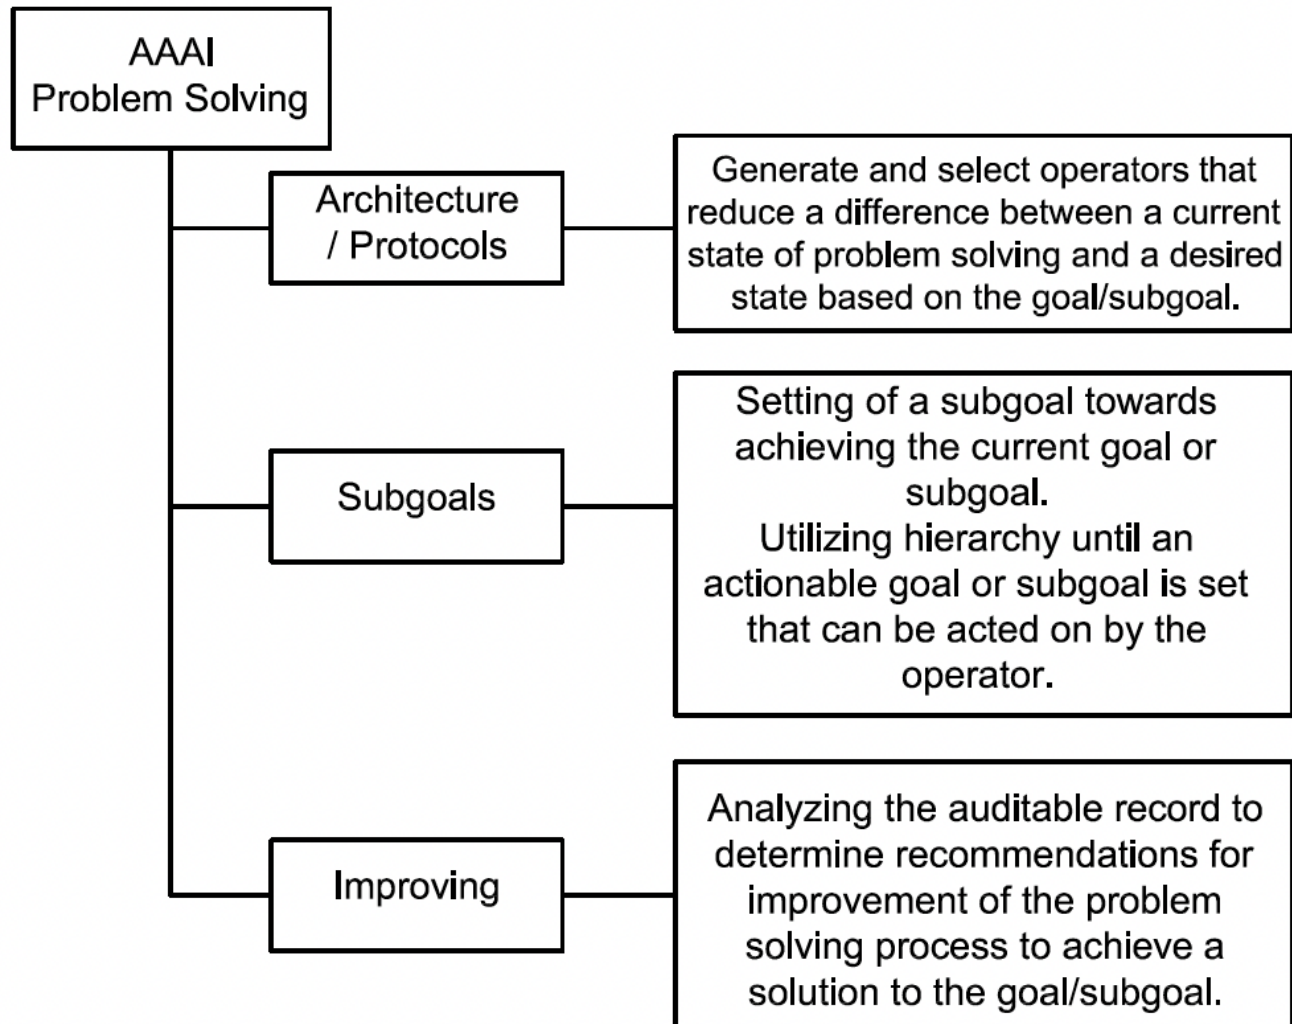 AAAI
Problem Solving
Architecture
/ Protocols
Generate and select operators that
reduce a difference between a current
state of problem solving and a desired
state based on the goal/subgoal.
Subgoals
Setting of a subgoal towards
achieving the current goal or
subgoal.
Utilizing hierarchy until an
actionable goal or subgoal is set
that can be acted on by the
operator.
Improving
Analyzing the auditable record to
determine recommendations for
improvement of the problem
solving process to achieve a
solution to the goal/subgoal.